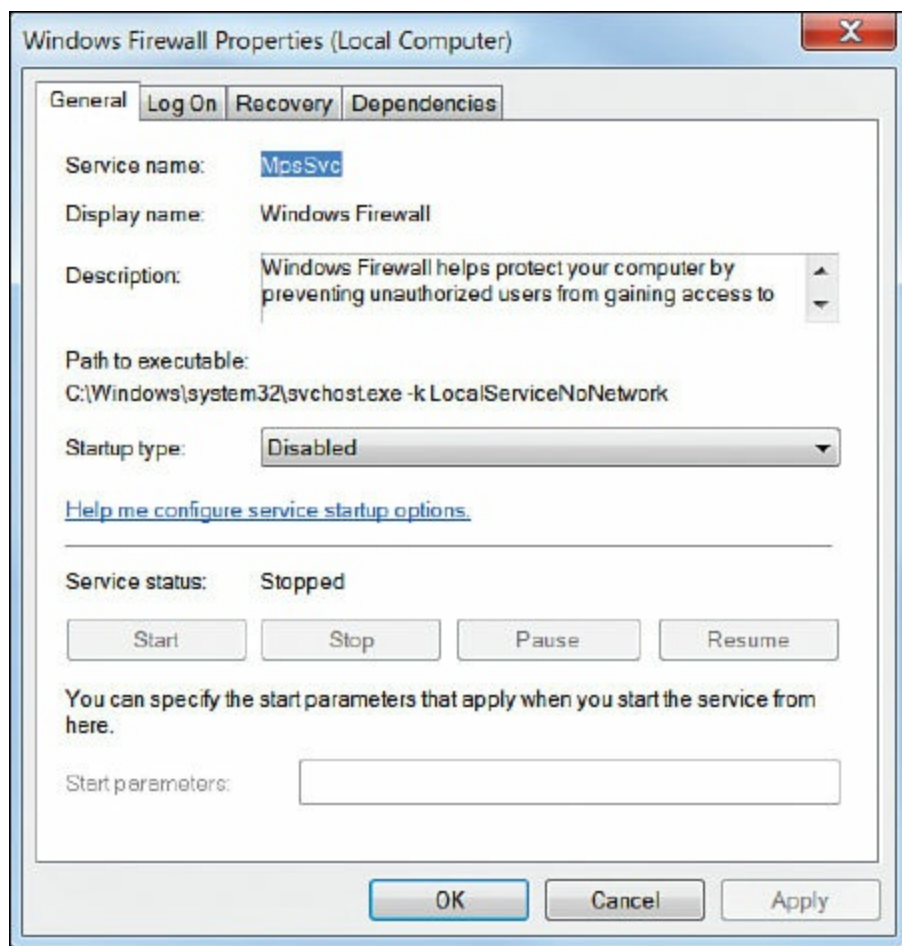 Windows Firewall Properties (Local Computer)
General Log On Recovery Dependencies
Service name: MpsSvc
Display name: Windows Firewall
Description: Windows Firewall helps protect your computer by
preventing unauthorized users from gaining access to
Path to executable:
C:\Windows\system32\svchost.exe -k LocalServiceNoNetwork
Startup type: Disabled
Help me configure service startup options.
Service status: Stopped
Start Stop Pause Resume
You can specify the start parameters that apply when you start the service from
here.
Start parameters:
OK Cancel Apply